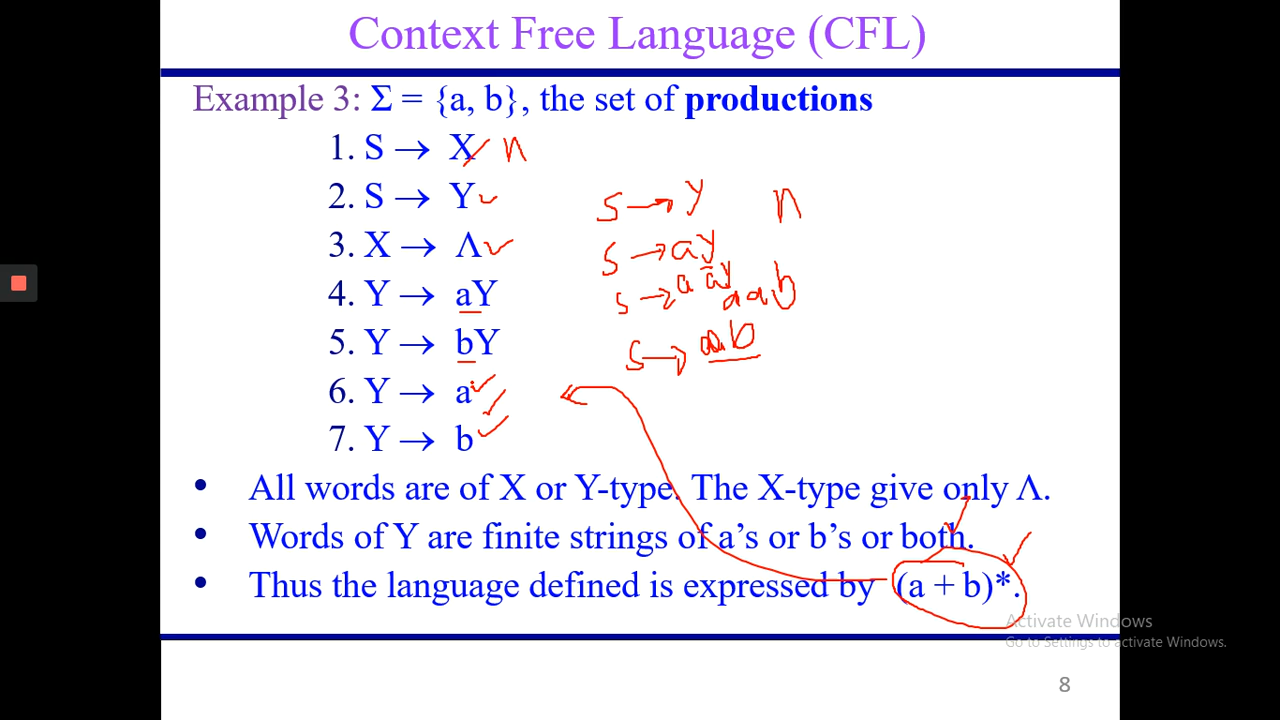 Context Free Language (CFL)
Example 3: Σ = {a, b}, the set of productions
1. S → X n
2. S → Y
3. X → Λ
4. Y → aY
5. Y → bY
6. Y → a
7. Y → b
S → Y n
S → aY
S → a aY
a a b
S → ab
• All words are of X or Y-type. The X-type give only Λ.
• Words of Y are finite strings of a’s or b’s or both.
• Thus the language defined is expressed by (a + b)*.
Activate Windows
Go to Settings to activate Windows.
8